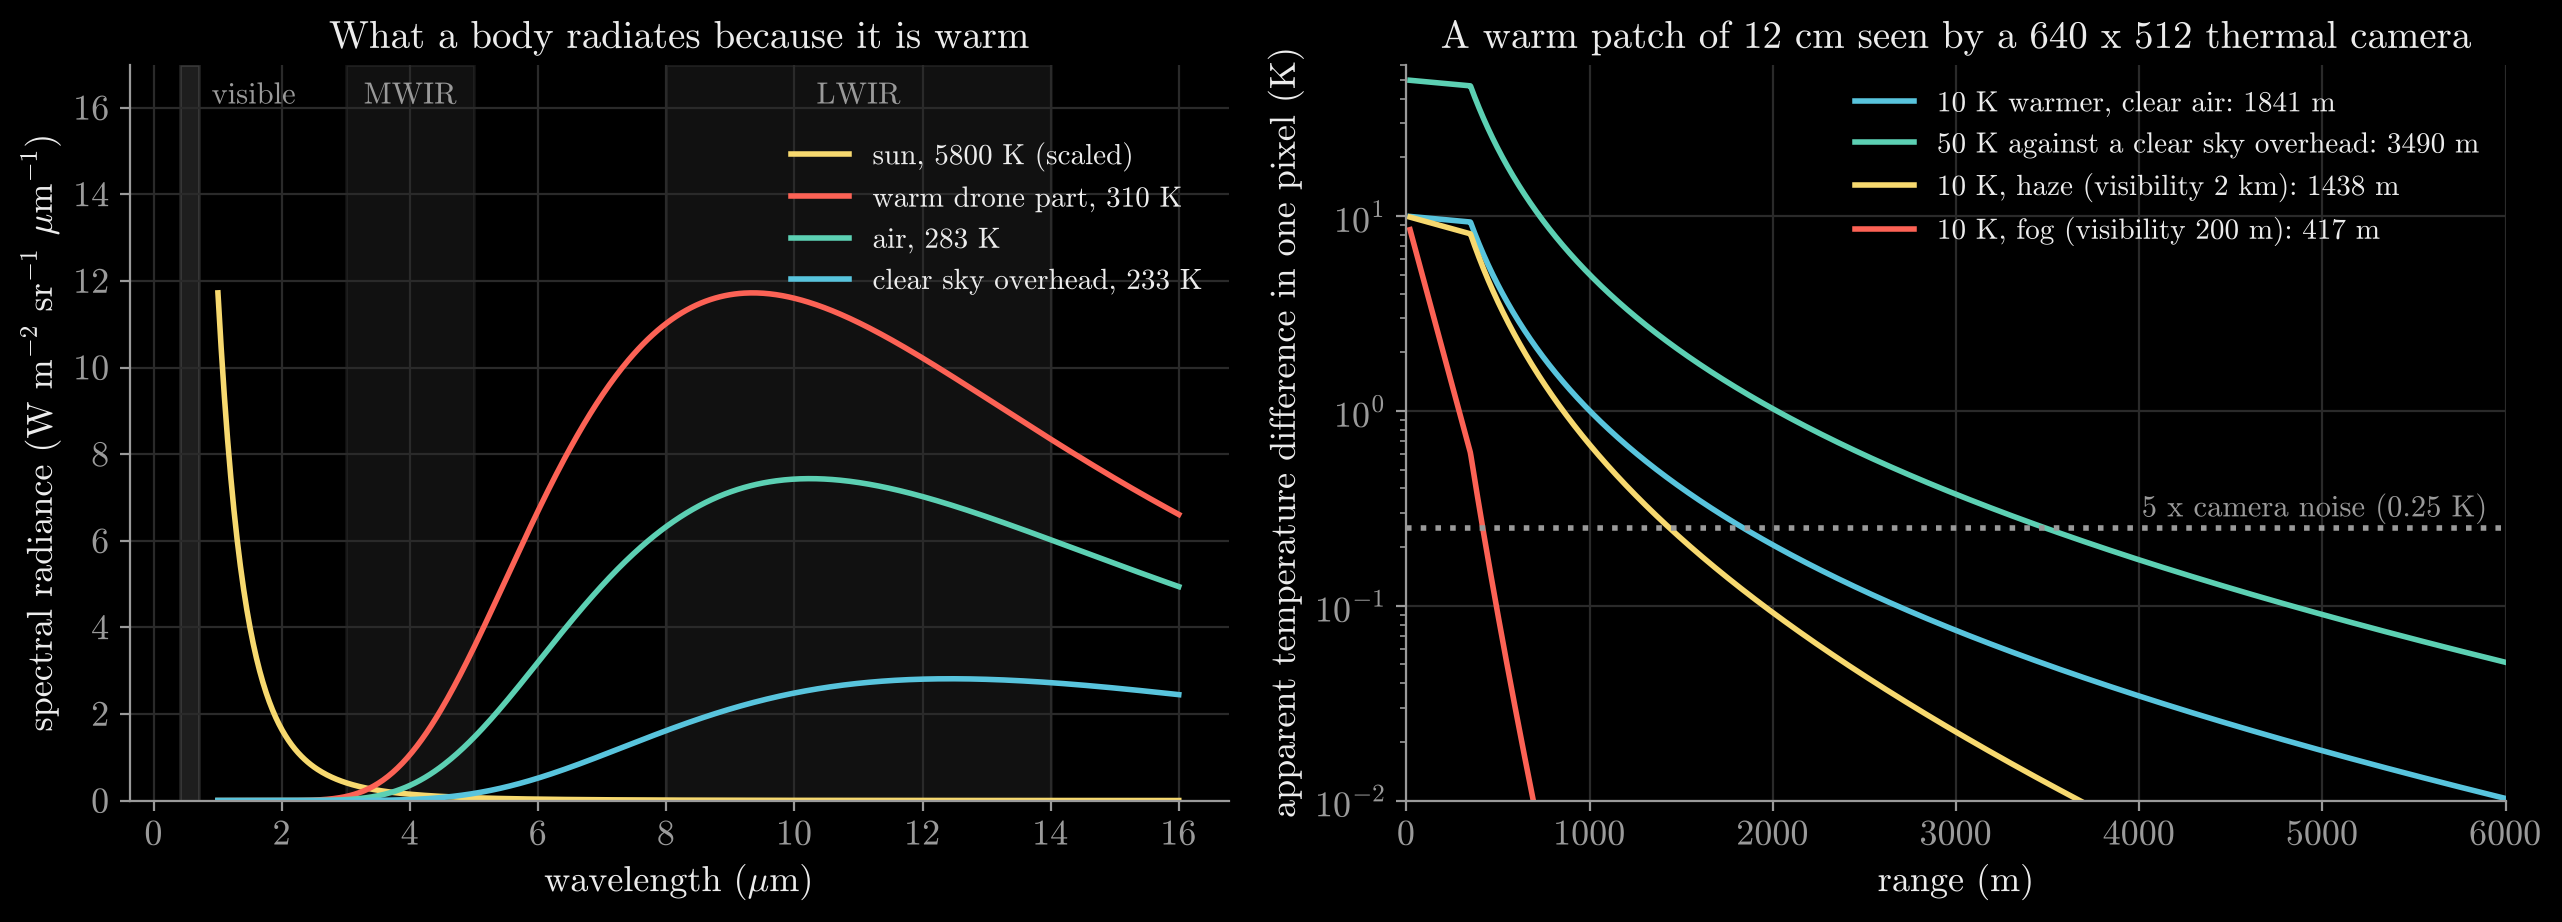 What a body radiates because it is warm
visible
MWIR
LWIR
sun, 5800 K (scaled)
warm drone part, 310 K
air, 283 K
clear sky overhead, 233 K
16
14
12
10
8
6
4
2
0
spectral radiance (W m⁻² sr⁻¹ μm⁻¹)
0 2 4 6 8 10 12 14 16
wavelength (μm)
A warm patch of 12 cm seen by a 640 x 512 thermal camera
10 K warmer, clear air: 1841 m
50 K against a clear sky overhead: 3490 m
10 K, haze (visibility 2 km): 1438 m
10 K, fog (visibility 200 m): 417 m
5 x camera noise (0.25 K)
10¹
10⁰
10⁻¹
10⁻²
apparent temperature difference in one pixel (K)
0 1000 2000 3000 4000 5000 6000
range (m)